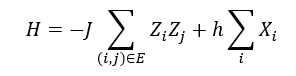 H = −J ∑_{(i,j)∈E} Z_i Z_j + h ∑_i X_i